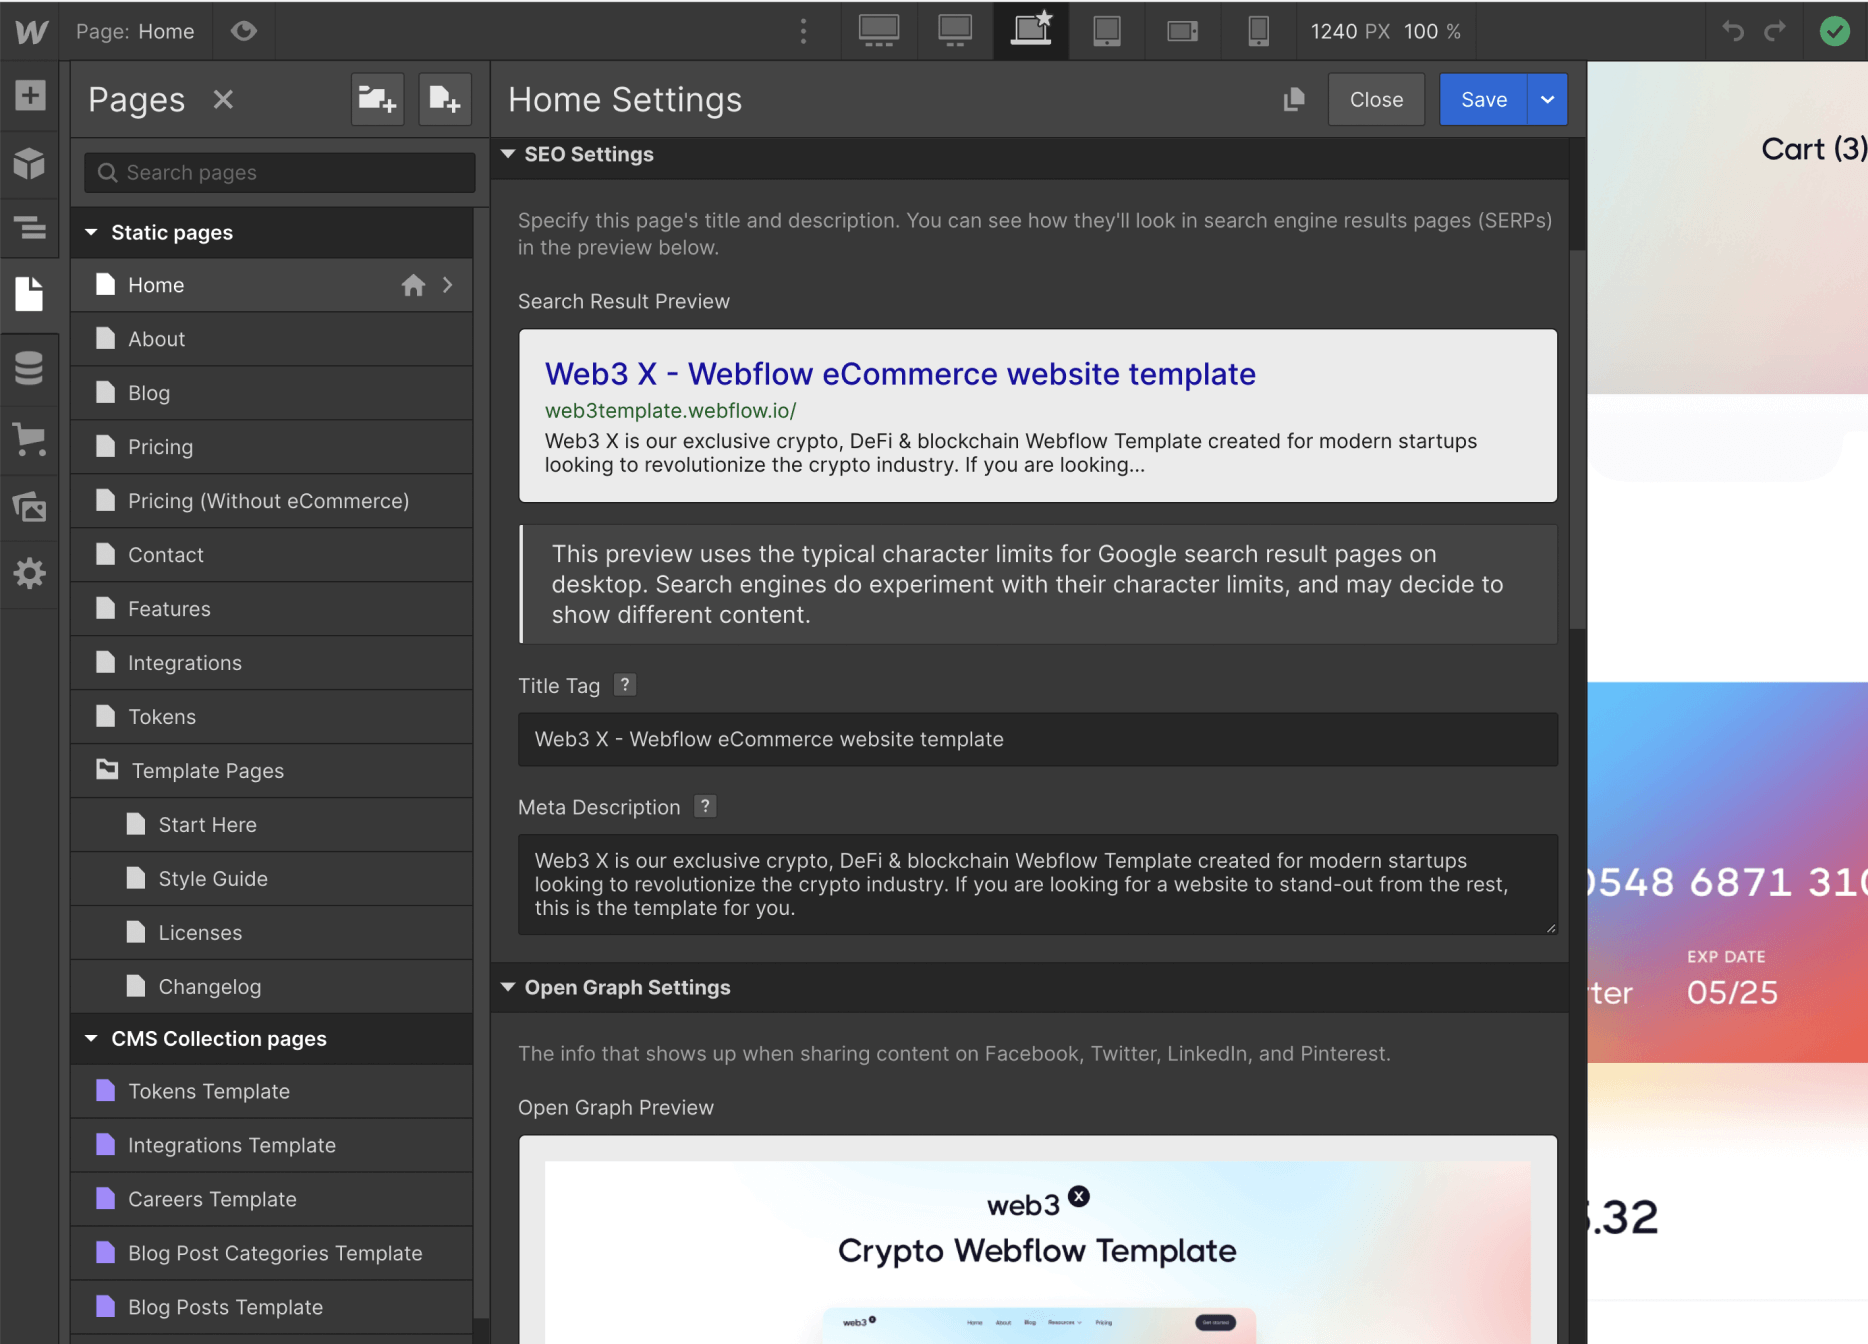 Page: Home
1240 PX 100 %
Pages
Search pages
Static pages
Home
About
Blog
Pricing
Pricing (Without eCommerce)
Contact
Features
Integrations
Tokens
Template Pages
Start Here
Style Guide
Licenses
Changelog
CMS Collection pages
Tokens Template
Integrations Template
Careers Template
Blog Post Categories Template
Blog Posts Template
Home Settings
Close
Save
SEO Settings
Specify this page's title and description. You can see how they'll look in search engine results pages (SERPs)
in the preview below.
Search Result Preview
Web3 X - Webflow eCommerce website template
web3template.webflow.io/
Web3 X is our exclusive crypto, DeFi & blockchain Webflow Template created for modern startups
looking to revolutionize the crypto industry. If you are looking...
This preview uses the typical character limits for Google search result pages on
desktop. Search engines do experiment with their character limits, and may decide to
show different content.
Title Tag ?
Web3 X - Webflow eCommerce website template
Meta Description ?
Web3 X is our exclusive crypto, DeFi & blockchain Webflow Template created for modern startups
looking to revolutionize the crypto industry. If you are looking for a website to stand-out from the rest,
this is the template for you.
Open Graph Settings
The info that shows up when sharing content on Facebook, Twitter, LinkedIn, and Pinterest.
Open Graph Preview
web3 X
Crypto Webflow Template
web3 X
Home About Blog Resources Pricing
Get started
Cart (3)
0548 6871 310
EXP DATE
ter 05/25
.32